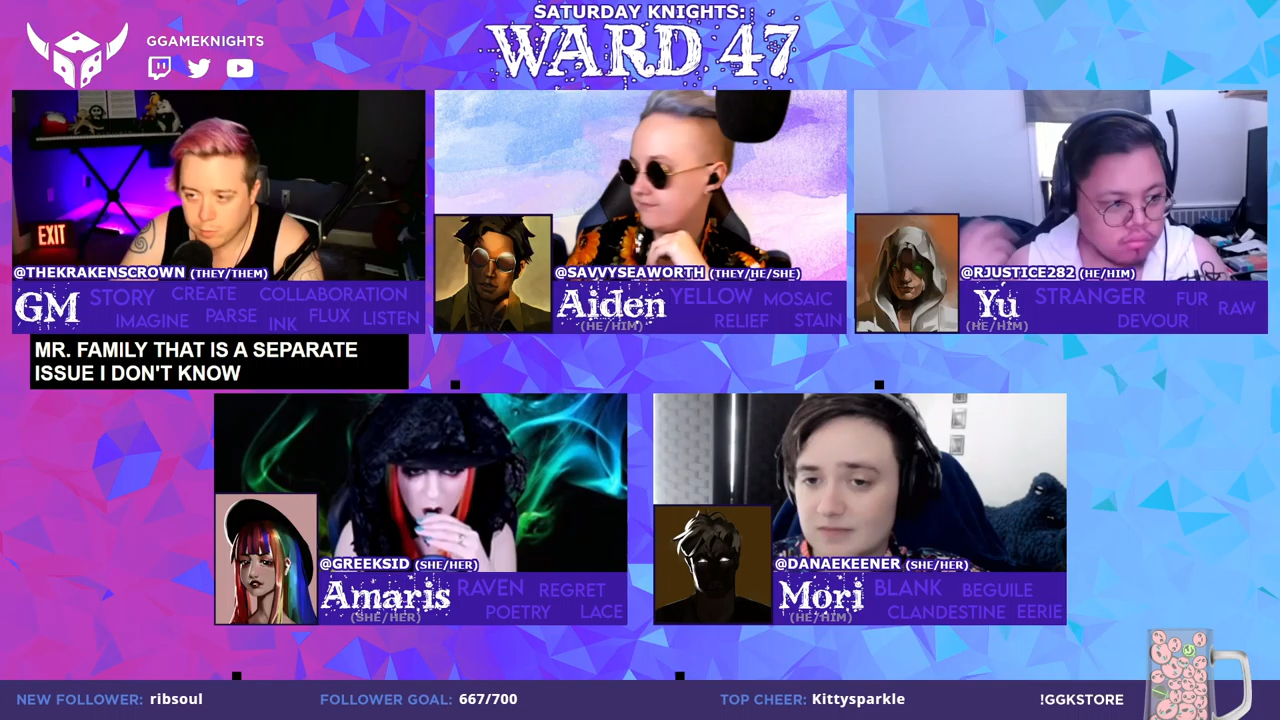 SATURDAY KNIGHTS:
WARD 47
GGAMEKNIGHTS
EXIT
@THEKRAKENSCROWN (THEY/THEM)
GM STORY CREATE COLLABORATION
IMAGINE PARSE INK FLUX LISTEN
@SAVVYSEAWORTH (THEY/HE/SHE)
Aiden YELLOW MOSAIC
(HE/HIM) RELIEF STAIN
@RJUSTICE282 (HE/HIM)
Yu STRANGER FUR RAW
(HE/HIM) DEVOUR
MR. FAMILY THAT IS A SEPARATE
ISSUE I DON'T KNOW
@GREEKSID (SHE/HER)
Amaris RAVEN REGRET
(SHE/HER) POETRY LACE
@DANAEKEENER (SHE/HER)
Mori BLANK BEGUILE
(HE/HIM) CLANDESTINE EERIE
NEW FOLLOWER: ribsoul FOLLOWER GOAL: 667/700 TOP CHEER: Kittysparkle !GGKSTORE